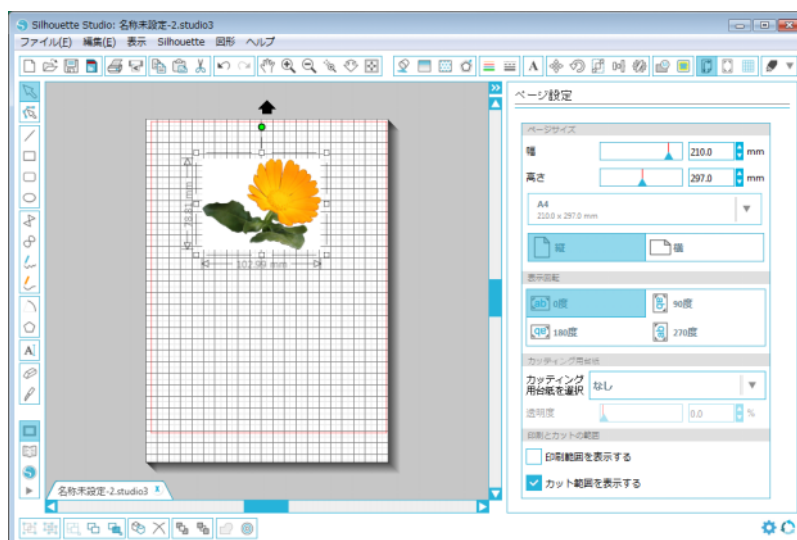 Silhouette Studio: 名称未設定-2.studio3
ファイル(F) 編集(E) 表示 Silhouette 図形 ヘルプ
ページ設定
ページサイズ
幅 210.0 mm
高さ 297.0 mm
A4
210.0 x 297.0 mm
縦 横
表示回転
ab 0度 ab 90度
ab 180度 ab 270度
カッティング用台紙
カッティング
用台紙を選択 なし
透明度 0.0 %
印刷とカットの範囲
印刷範囲を表示する
カット範囲を表示する
78.81 mm
102.99 mm
名称未設定-2.studio3